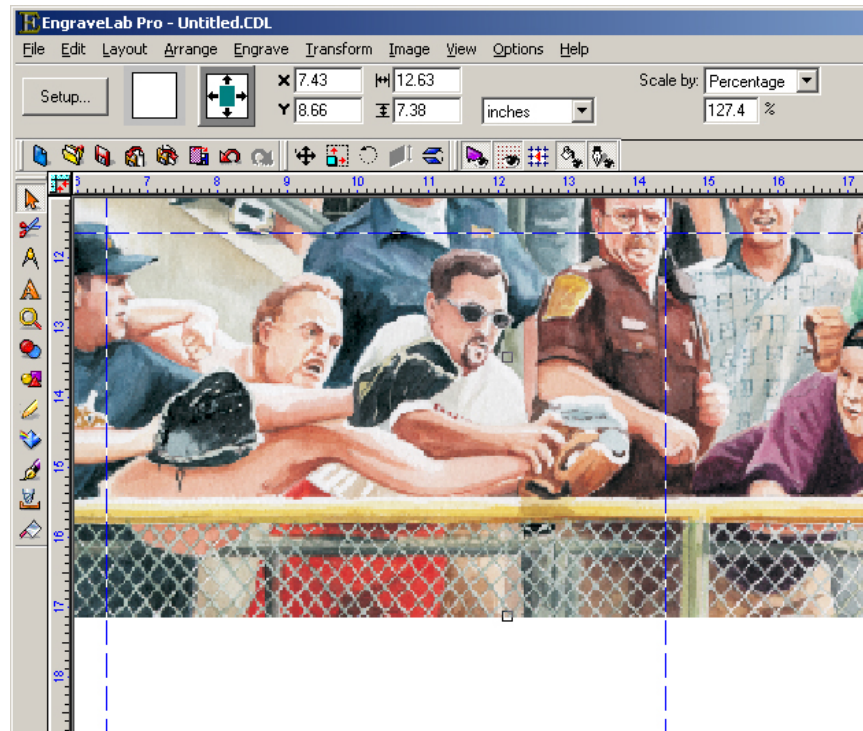 EngraveLab Pro - Untitled.CDL
File Edit Layout Arrange Engrave Transform Image View Options Help
Setup... X 7.43 12.63 Scale by: Percentage
Y 8.66 7.38 inches 127.4 %
6 7 8 9 10 11 12 13 14 15 16 17
12
13
14
15
16
17
18